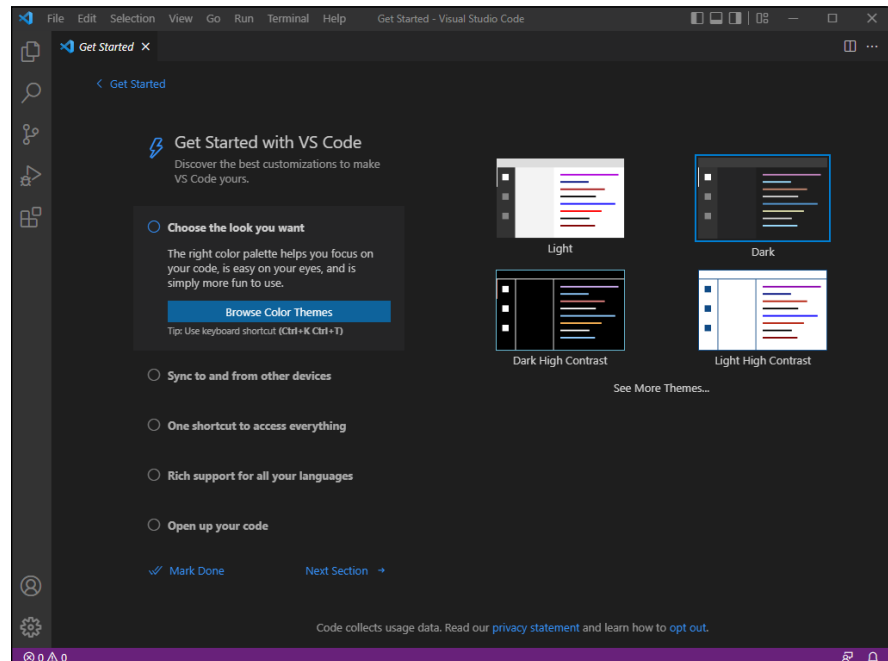 File Edit Selection View Go Run Terminal Help Get Started - Visual Studio Code
Get Started
Get Started
Get Started with VS Code
Discover the best customizations to make
VS Code yours.
Choose the look you want
The right color palette helps you focus on
your code, is easy on your eyes, and is
simply more fun to use.
Browse Color Themes
Tip: Use keyboard shortcut (Ctrl+K Ctrl+T)
Sync to and from other devices
One shortcut to access everything
Rich support for all your languages
Open up your code
Mark Done Next Section
Light Dark
Dark High Contrast Light High Contrast
See More Themes...
Code collects usage data. Read our privacy statement and learn how to opt out.
0 0